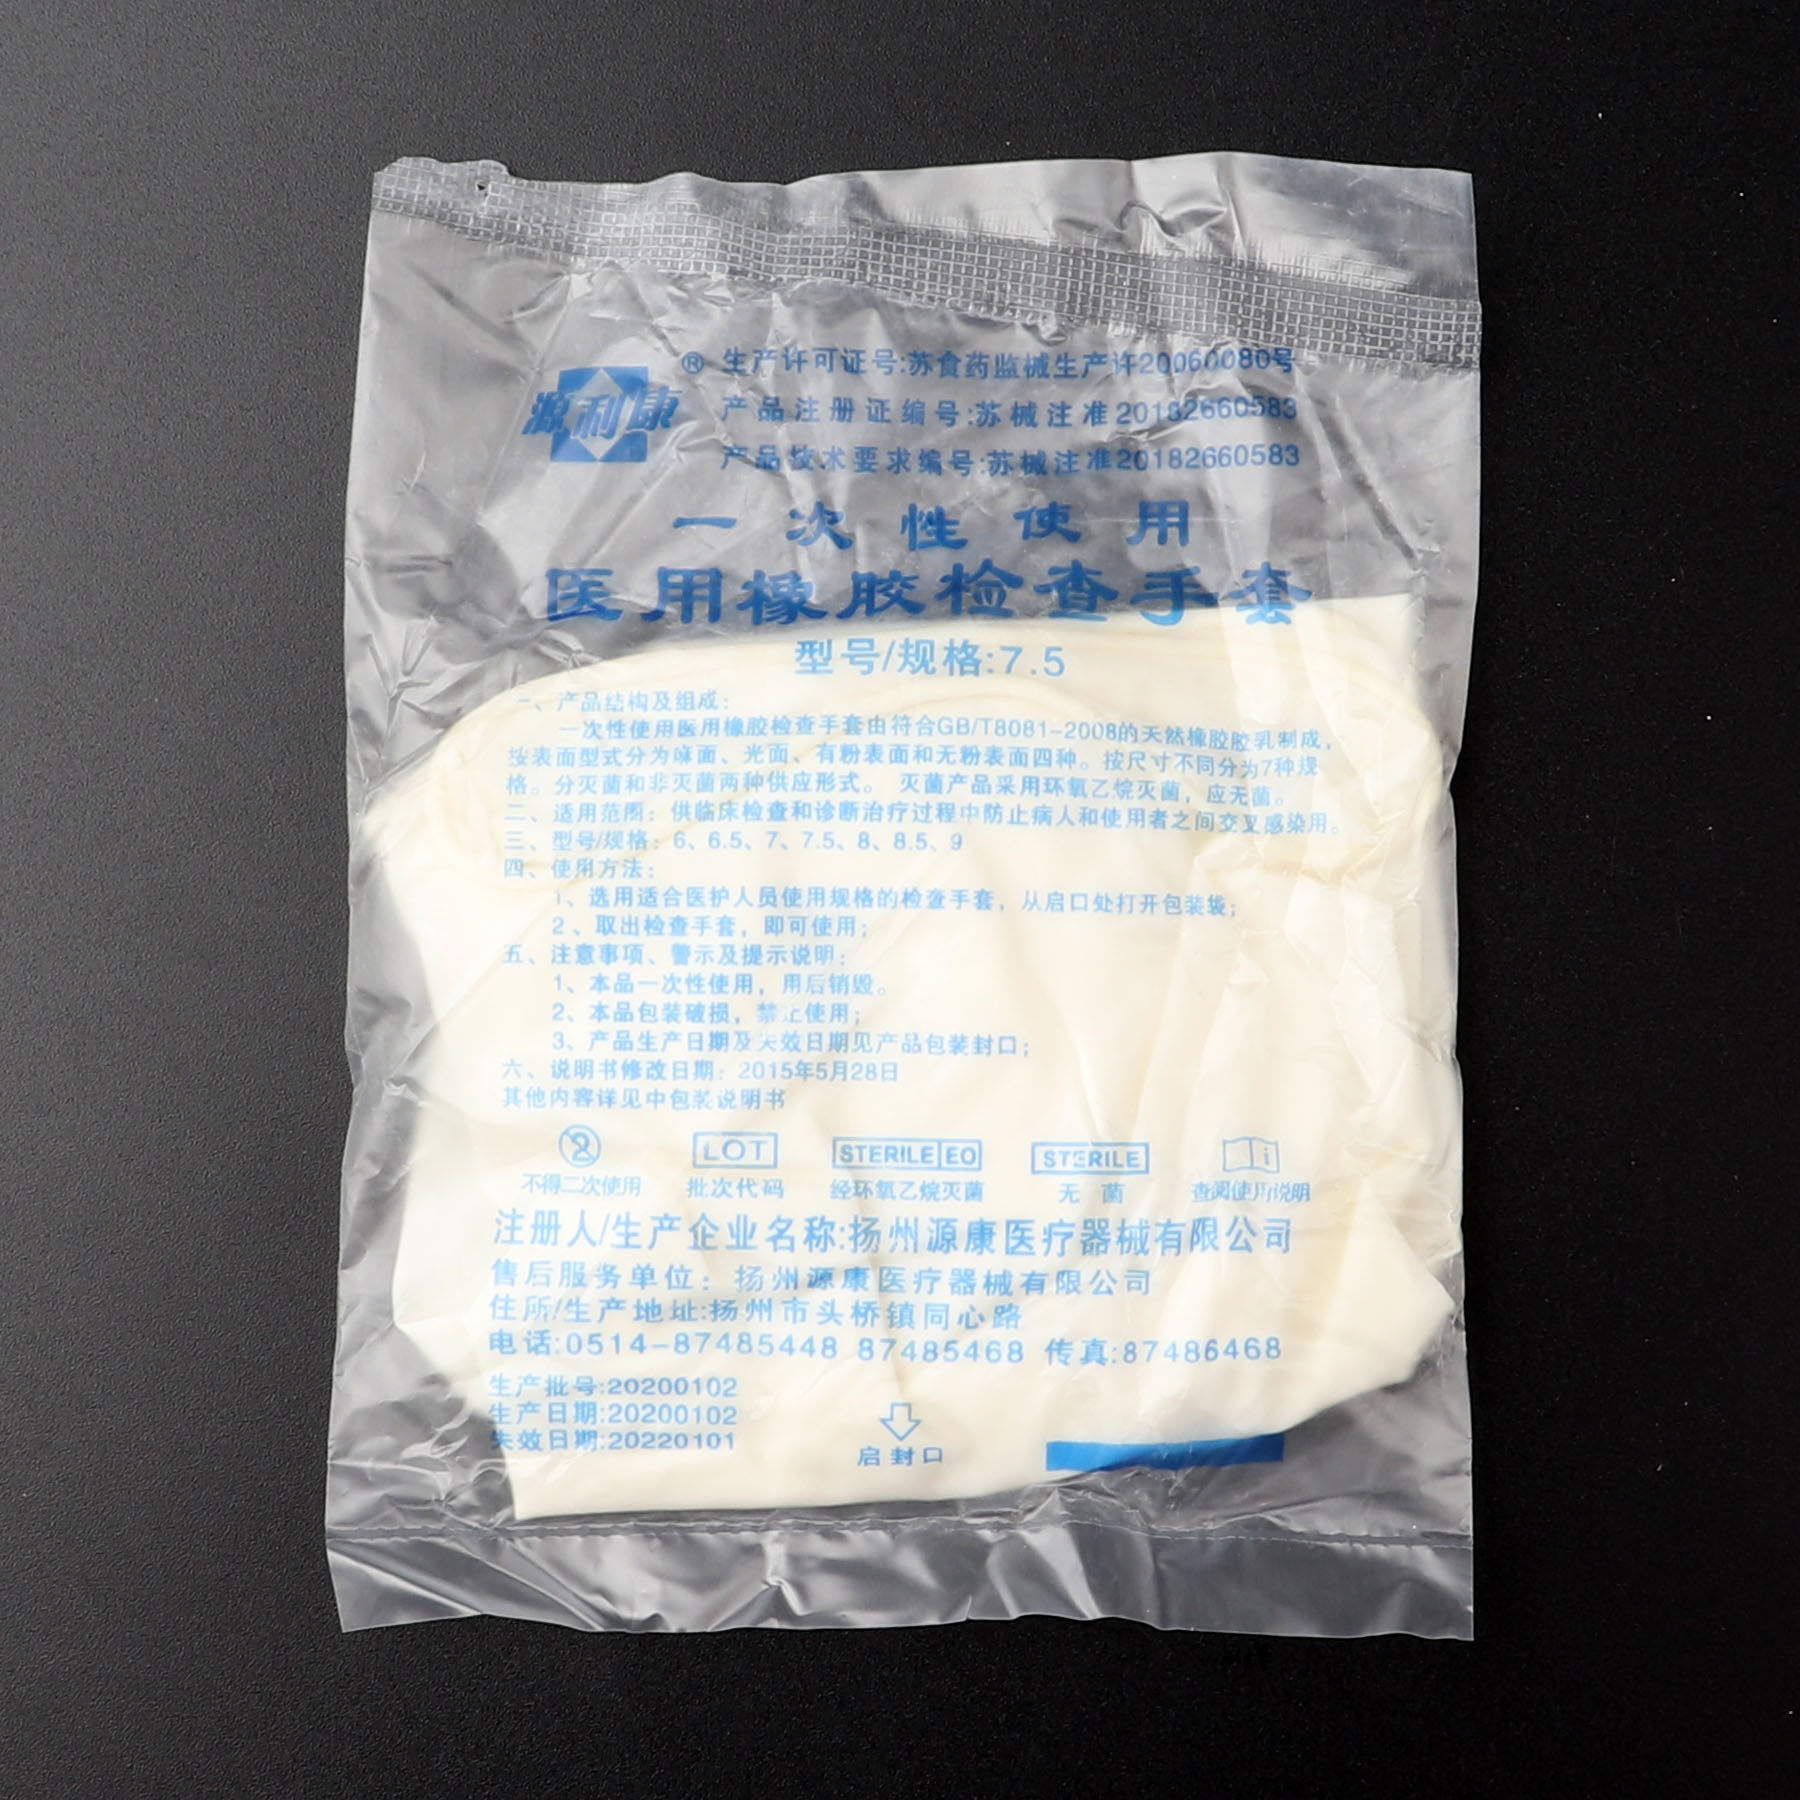 源利康
® 生产许可证号:苏食药监械生产许20060080号
产品注册证编号:苏械注准20182660583
产品技术要求编号:苏械注准20182660583
一次性使用
医用橡胶检查手套
型号/规格:7.5
一、产品结构及组成:
一次性使用医用橡胶检查手套由符合GB/T8081-2008的天然橡胶胶乳制成,
按表面型式分为麻面、光面、有粉表面和无粉表面四种。按尺寸不同分为7种规
格。分灭菌和非灭菌两种供应形式。 灭菌产品采用环氧乙烷灭菌,应无菌。
二、适用范围:供临床检查和诊断治疗过程中防止病人和使用者之间交叉感染用。
三、型号/规格:6、6.5、7、7.5、8、8.5、9
四、使用方法:
1、选用适合医护人员使用规格的检查手套,从启口处打开包装袋;
2、取出检查手套,即可使用;
五、注意事项、警示及提示说明:
1、本品一次性使用,用后销毁。
2、本品包装破损,禁止使用;
3、产品生产日期及失效日期见产品包装封口;
六、说明书修改日期:2015年5月28日
其他内容详见中包装说明书
2 LOT STERILE EO STERILE i
不得二次使用 批次代码 经环氧乙烷灭菌 无菌 查阅使用说明
注册人/生产企业名称:扬州源康医疗器械有限公司
售后服务单位:扬州源康医疗器械有限公司
住所/生产地址:扬州市头桥镇同心路
电话:0514-87485448 87485468 传真:87486468
生产批号:20200102
生产日期:20200102
失效日期:20220101
启封口